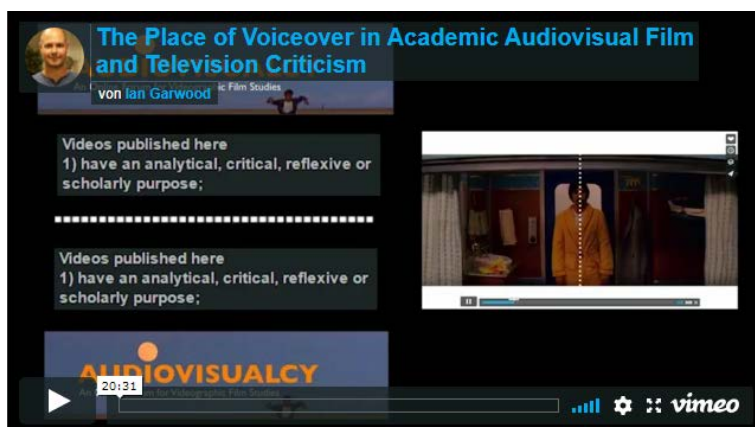 The Place of Voiceover in Academic Audiovisual Film
and Television Criticism
von Ian Garwood
ic Film Studies
Videos published here
1) have an analytical, critical, reflexive or
scholarly purpose;
Videos published here
1) have an analytical, critical, reflexive or
scholarly purpose;
AUDIOVISUALCY
20:31
vimeo